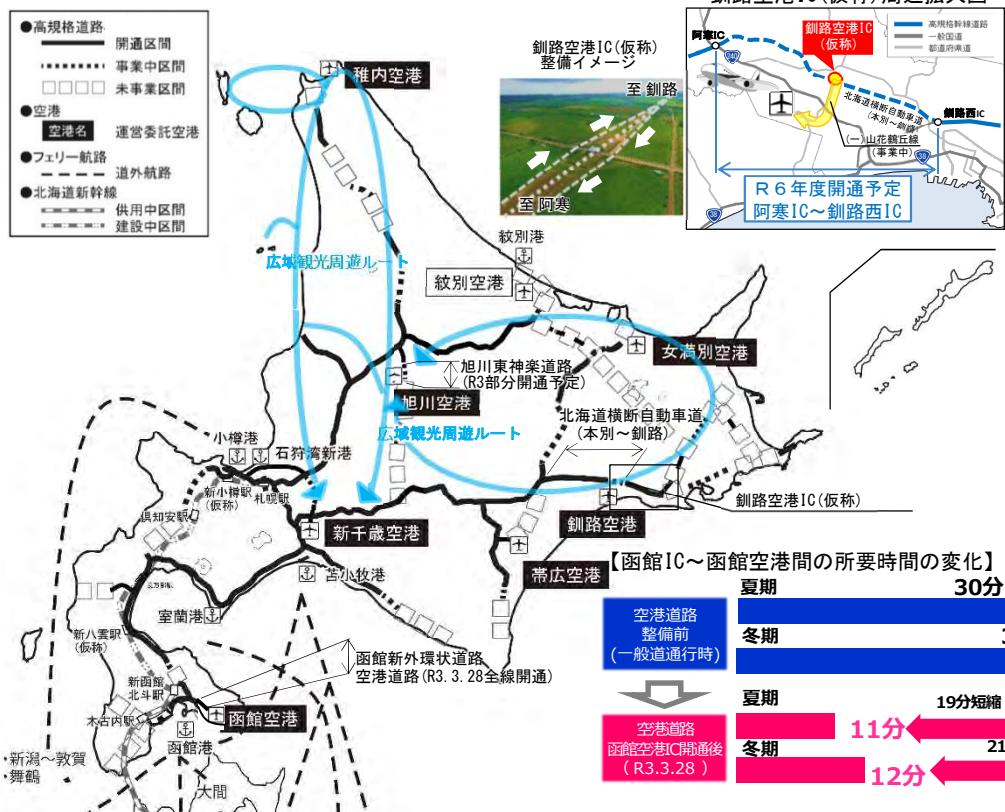 ●高規格道路
開通区間
事業中区間
未事業区間
●空港
空港名 運営委託空港
●フェリー航路
道外航路
●北海道新幹線
供用中区間
建設中区間
釧路空港IC(仮称)
整備イメージ
至 釧路
至 阿寒
釧路空港IC(仮称)周辺拡大図
阿寒IC
240
釧路空港IC
(仮称)
高規格幹線道路
一般国道
都道府県道
北海道横断自動車道
(本別～釧路)
釧路西IC
(一)山花鶴丘線
(事業中)
38
38
R6年度開通予定
阿寒IC～釧路西IC
稚内空港
広域観光周遊ルート
紋別港
紋別空港
女満別空港
旭川東神楽道路
(R3部分開通予定)
旭川空港
広域観光周遊ルート
北海道横断自動車道
(本別～釧路)
小樽港
石狩湾新港
新小樽駅
(仮称)
札幌駅
倶知安駅
新千歳空港
釧路空港
釧路空港IC(仮称)
帯広空港
苫小牧港
室蘭港
新八雲駅
(仮称)
新函館
北斗駅
函館新外環状道路
空港道路(R3.3.28全線開通)
木古内駅
函館空港
函館港
・新潟～敦賀
・舞鶴
大間
【函館IC～函館空港間の所要時間の変化】
空港道路
整備前
(一般道通行時)
夏期
30分
冬期
空港道路
函館空港IC開通後
(R3.3.28)
夏期
11分
19分短縮
冬期
12分
21